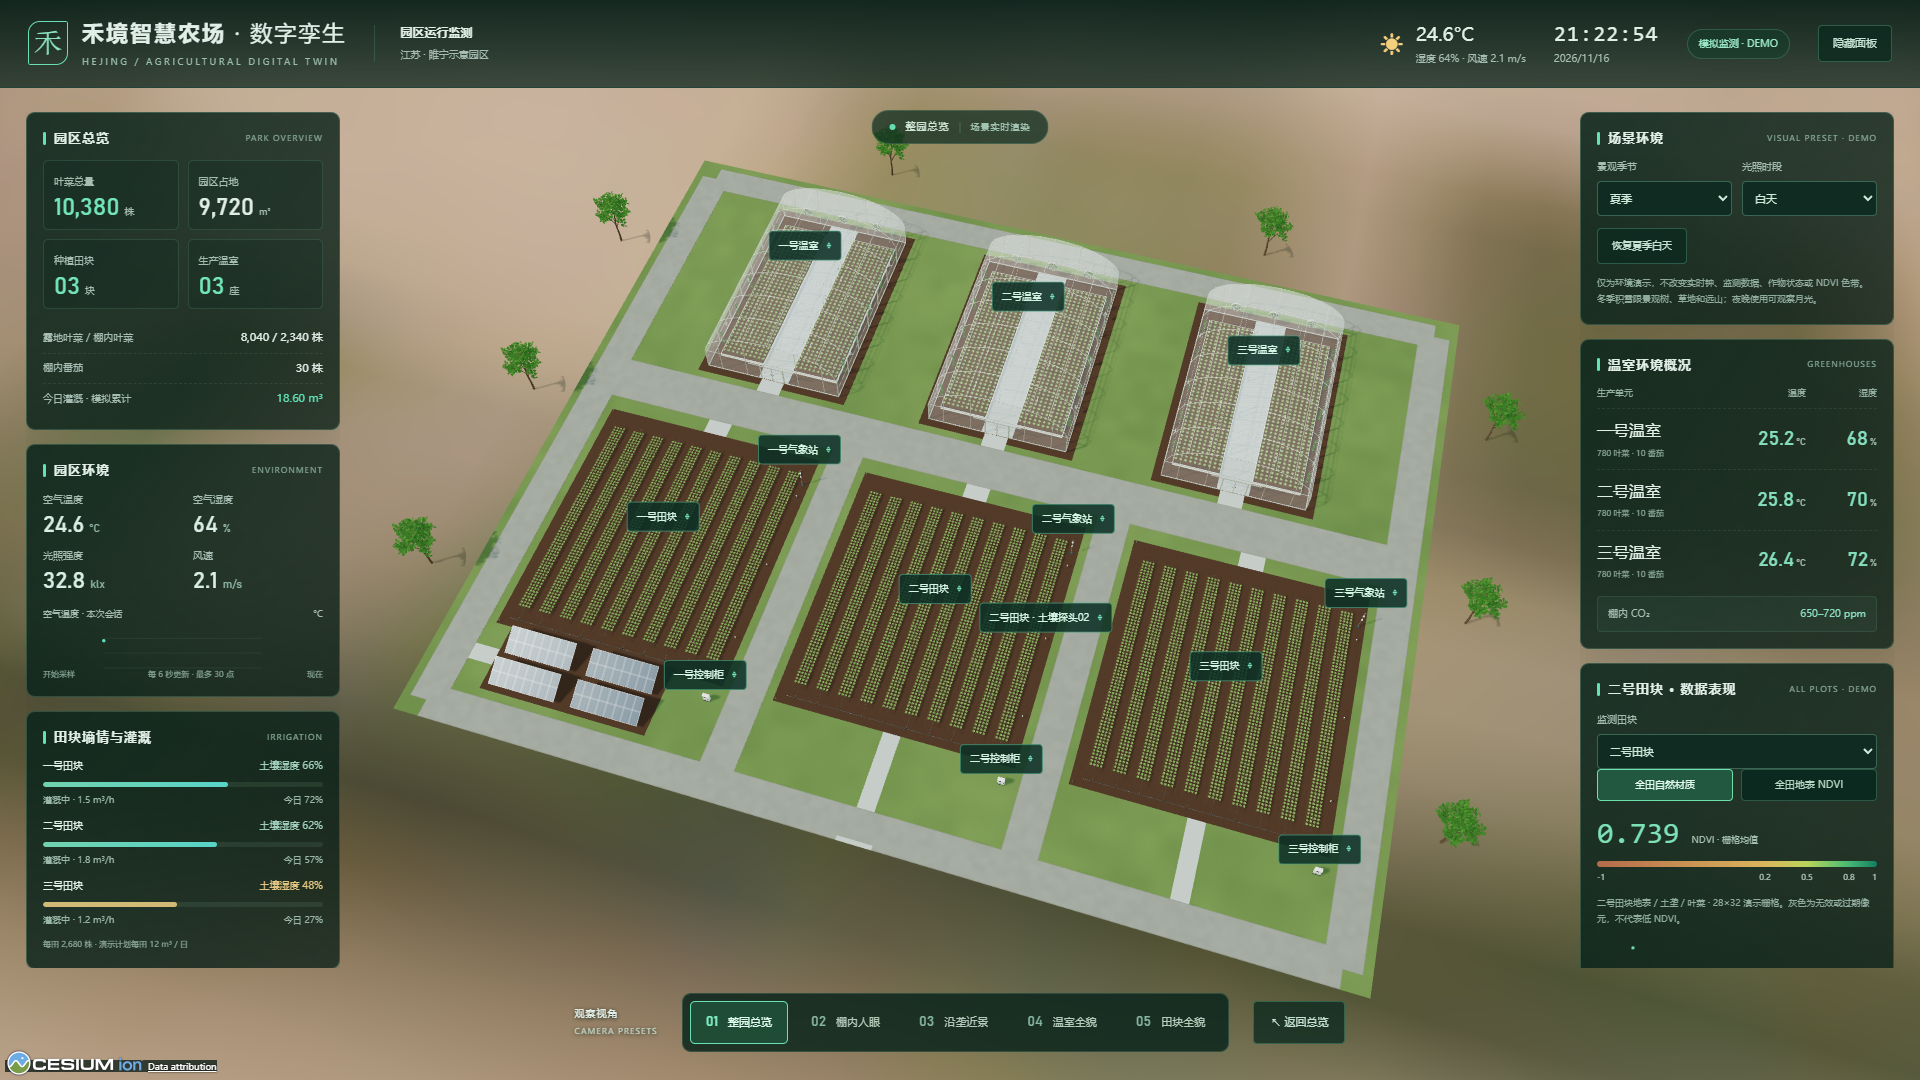 禾
禾境智慧农场 · 数字孪生
HEJING / AGRICULTURAL DIGITAL TWIN
园区运行监测
江苏 · 睢宁示意园区
24.6°C
湿度 64% · 风速 2.1 m/s
21:22:54
2026/11/16
模拟监测 · DEMO
隐藏面板
园区总览 PARK OVERVIEW
叶菜总量
10,380 株
园区占地
9,720 m²
种植田块
03 块
生产温室
03 座
露地叶菜 / 棚内叶菜 8,040 / 2,340 株
棚内番茄 30 株
今日灌溉 · 模拟累计 18.60 m³
园区环境 ENVIRONMENT
空气温度
24.6 °C
空气湿度
64 %
光照强度
32.8 klx
风速
2.1 m/s
空气温度 · 本次会话 °C
开始采样 每 6 秒更新 · 最多 30 点 现在
田块墒情与灌溉 IRRIGATION
一号田块 土壤湿度 66%
灌溉中 · 1.5 m³/h 今日 72%
二号田块 土壤湿度 62%
灌溉中 · 1.8 m³/h 今日 57%
三号田块 土壤湿度 48%
灌溉中 · 1.2 m³/h 今日 27%
每田 2,680 株 · 演示计划每田 12 m³ / 日
整园总览 | 场景实时渲染
一号温室
二号温室
三号温室
一号气象站
一号田块
二号气象站
二号田块
二号田块 · 土壤探头02
三号气象站
三号田块
一号控制柜
二号控制柜
三号控制柜
场景环境 VISUAL PRESET · DEMO
景观季节
夏季
光照时段
白天
恢复夏季白天
仅为环境演示，不改变实时钟、监测数据、作物状态或 NDVI 色带。
冬季积雪限景观树、草地和远山；夜晚使用可观察月光。
温室环境概况 GREENHOUSES
生产单元 温度 湿度
一号温室 25.2 °C 68 %
780 叶菜 · 10 番茄
二号温室 25.8 °C 70 %
780 叶菜 · 10 番茄
三号温室 26.4 °C 72 %
780 叶菜 · 10 番茄
棚内 CO₂ 650–720 ppm
二号田块 • 数据表现 ALL PLOTS · DEMO
监测田块
二号田块
全田自然材质
全田地表 NDVI
0.739 NDVI · 栅格均值
-1 0.2 0.5 0.8 1
二号田块地表 / 土垄 / 叶菜 · 28×32 演示栅格。灰色为无效或过期像
元，不代表低 NDVI。
观察视角
CAMERA PRESETS
01 整园总览
02 棚内人眼
03 沿垄近景
04 温室全貌
05 田块全貌
↖ 返回总览
CESIUM ion Data attribution